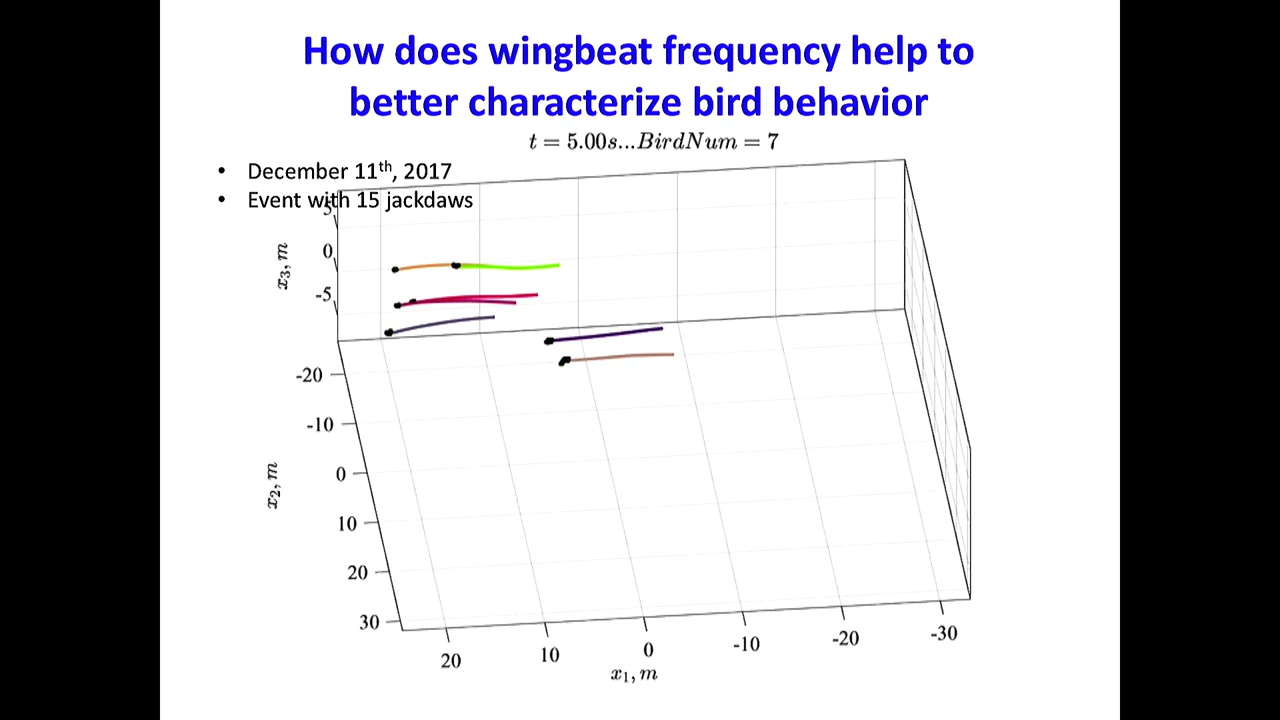 How does wingbeat frequency help to
better characterize bird behavior
t = 5.00s...BirdNum = 7
• December 11th, 2017
• Event with 15 jackdaws
5
0
-5
x3, m
-20
-10
0
10
20
30
x2, m
20
10
0
-10
-20
-30
x1, m